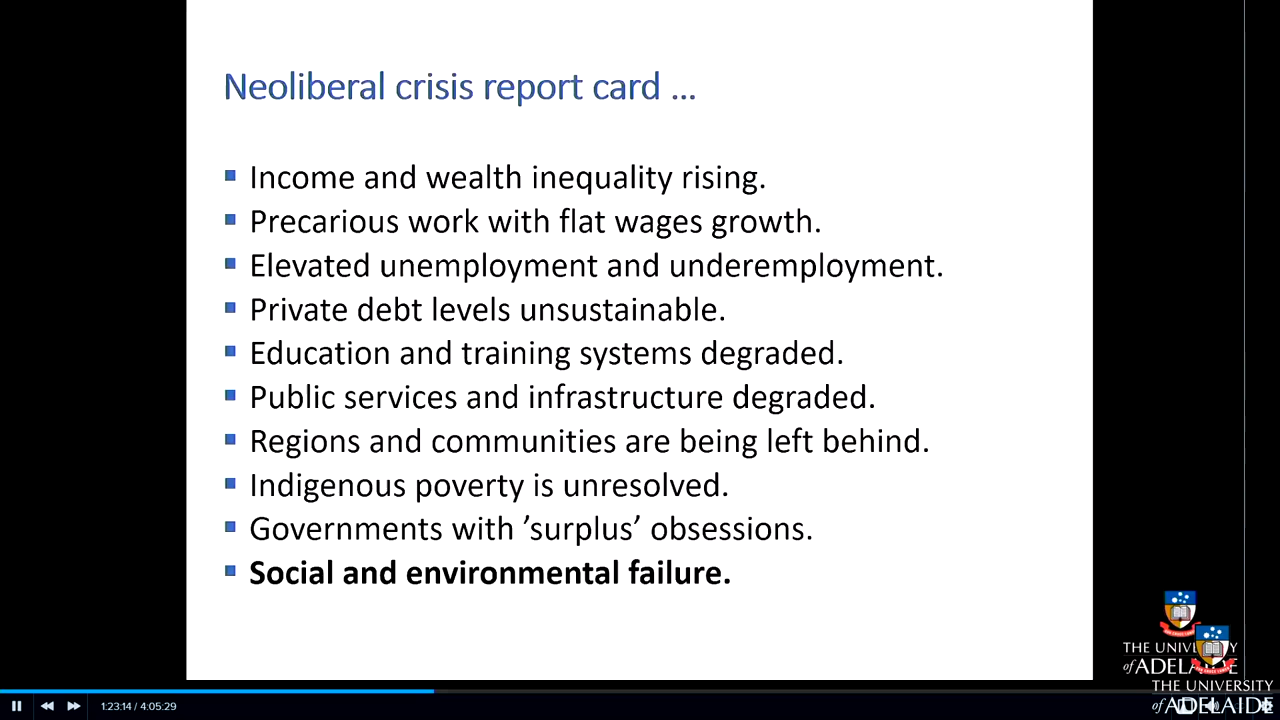 Neoliberal crisis report card ...
Income and wealth inequality rising.
Precarious work with flat wages growth.
Elevated unemployment and underemployment.
Private debt levels unsustainable.
Education and training systems degraded.
Public services and infrastructure degraded.
Regions and communities are being left behind.
Indigenous poverty is unresolved.
Governments with ’surplus’ obsessions.
Social and environmental failure.
THE UNIVERSITY
of ADELAIDE
THE UNIVERSITY
of ADELAIDE
1:23:14 / 4:05:29